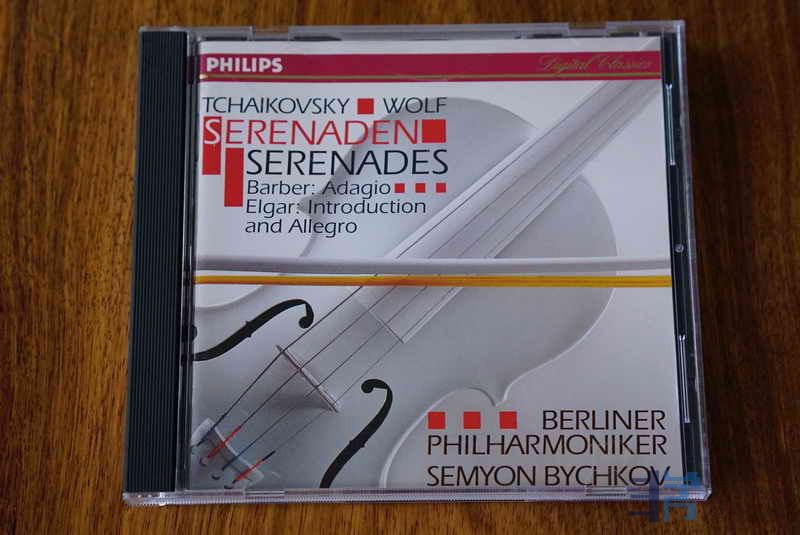 PHILIPS Digital Classics
TCHAIKOVSKY WOLF
SERENADEN
SERENADES
Barber: Adagio
Elgar: Introduction
and Allegro
BERLINER
PHILHARMONIKER
SEMYON BYCHKOV